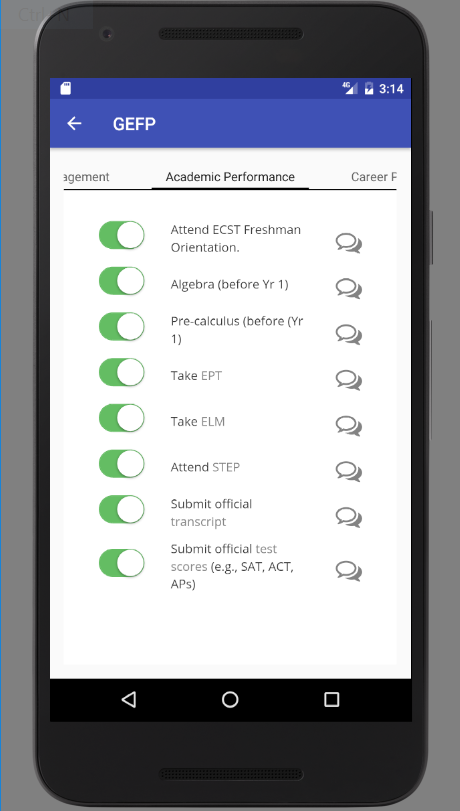 Ctrl+N
4G 3:14
GEFP
agement Academic Performance Career F
Attend ECST Freshman
Orientation.
Algebra (before Yr 1)
Pre-calculus (before (Yr
1)
Take EPT
Take ELM
Attend STEP
Submit official
transcript
Submit official test
scores (e.g., SAT, ACT,
APs)